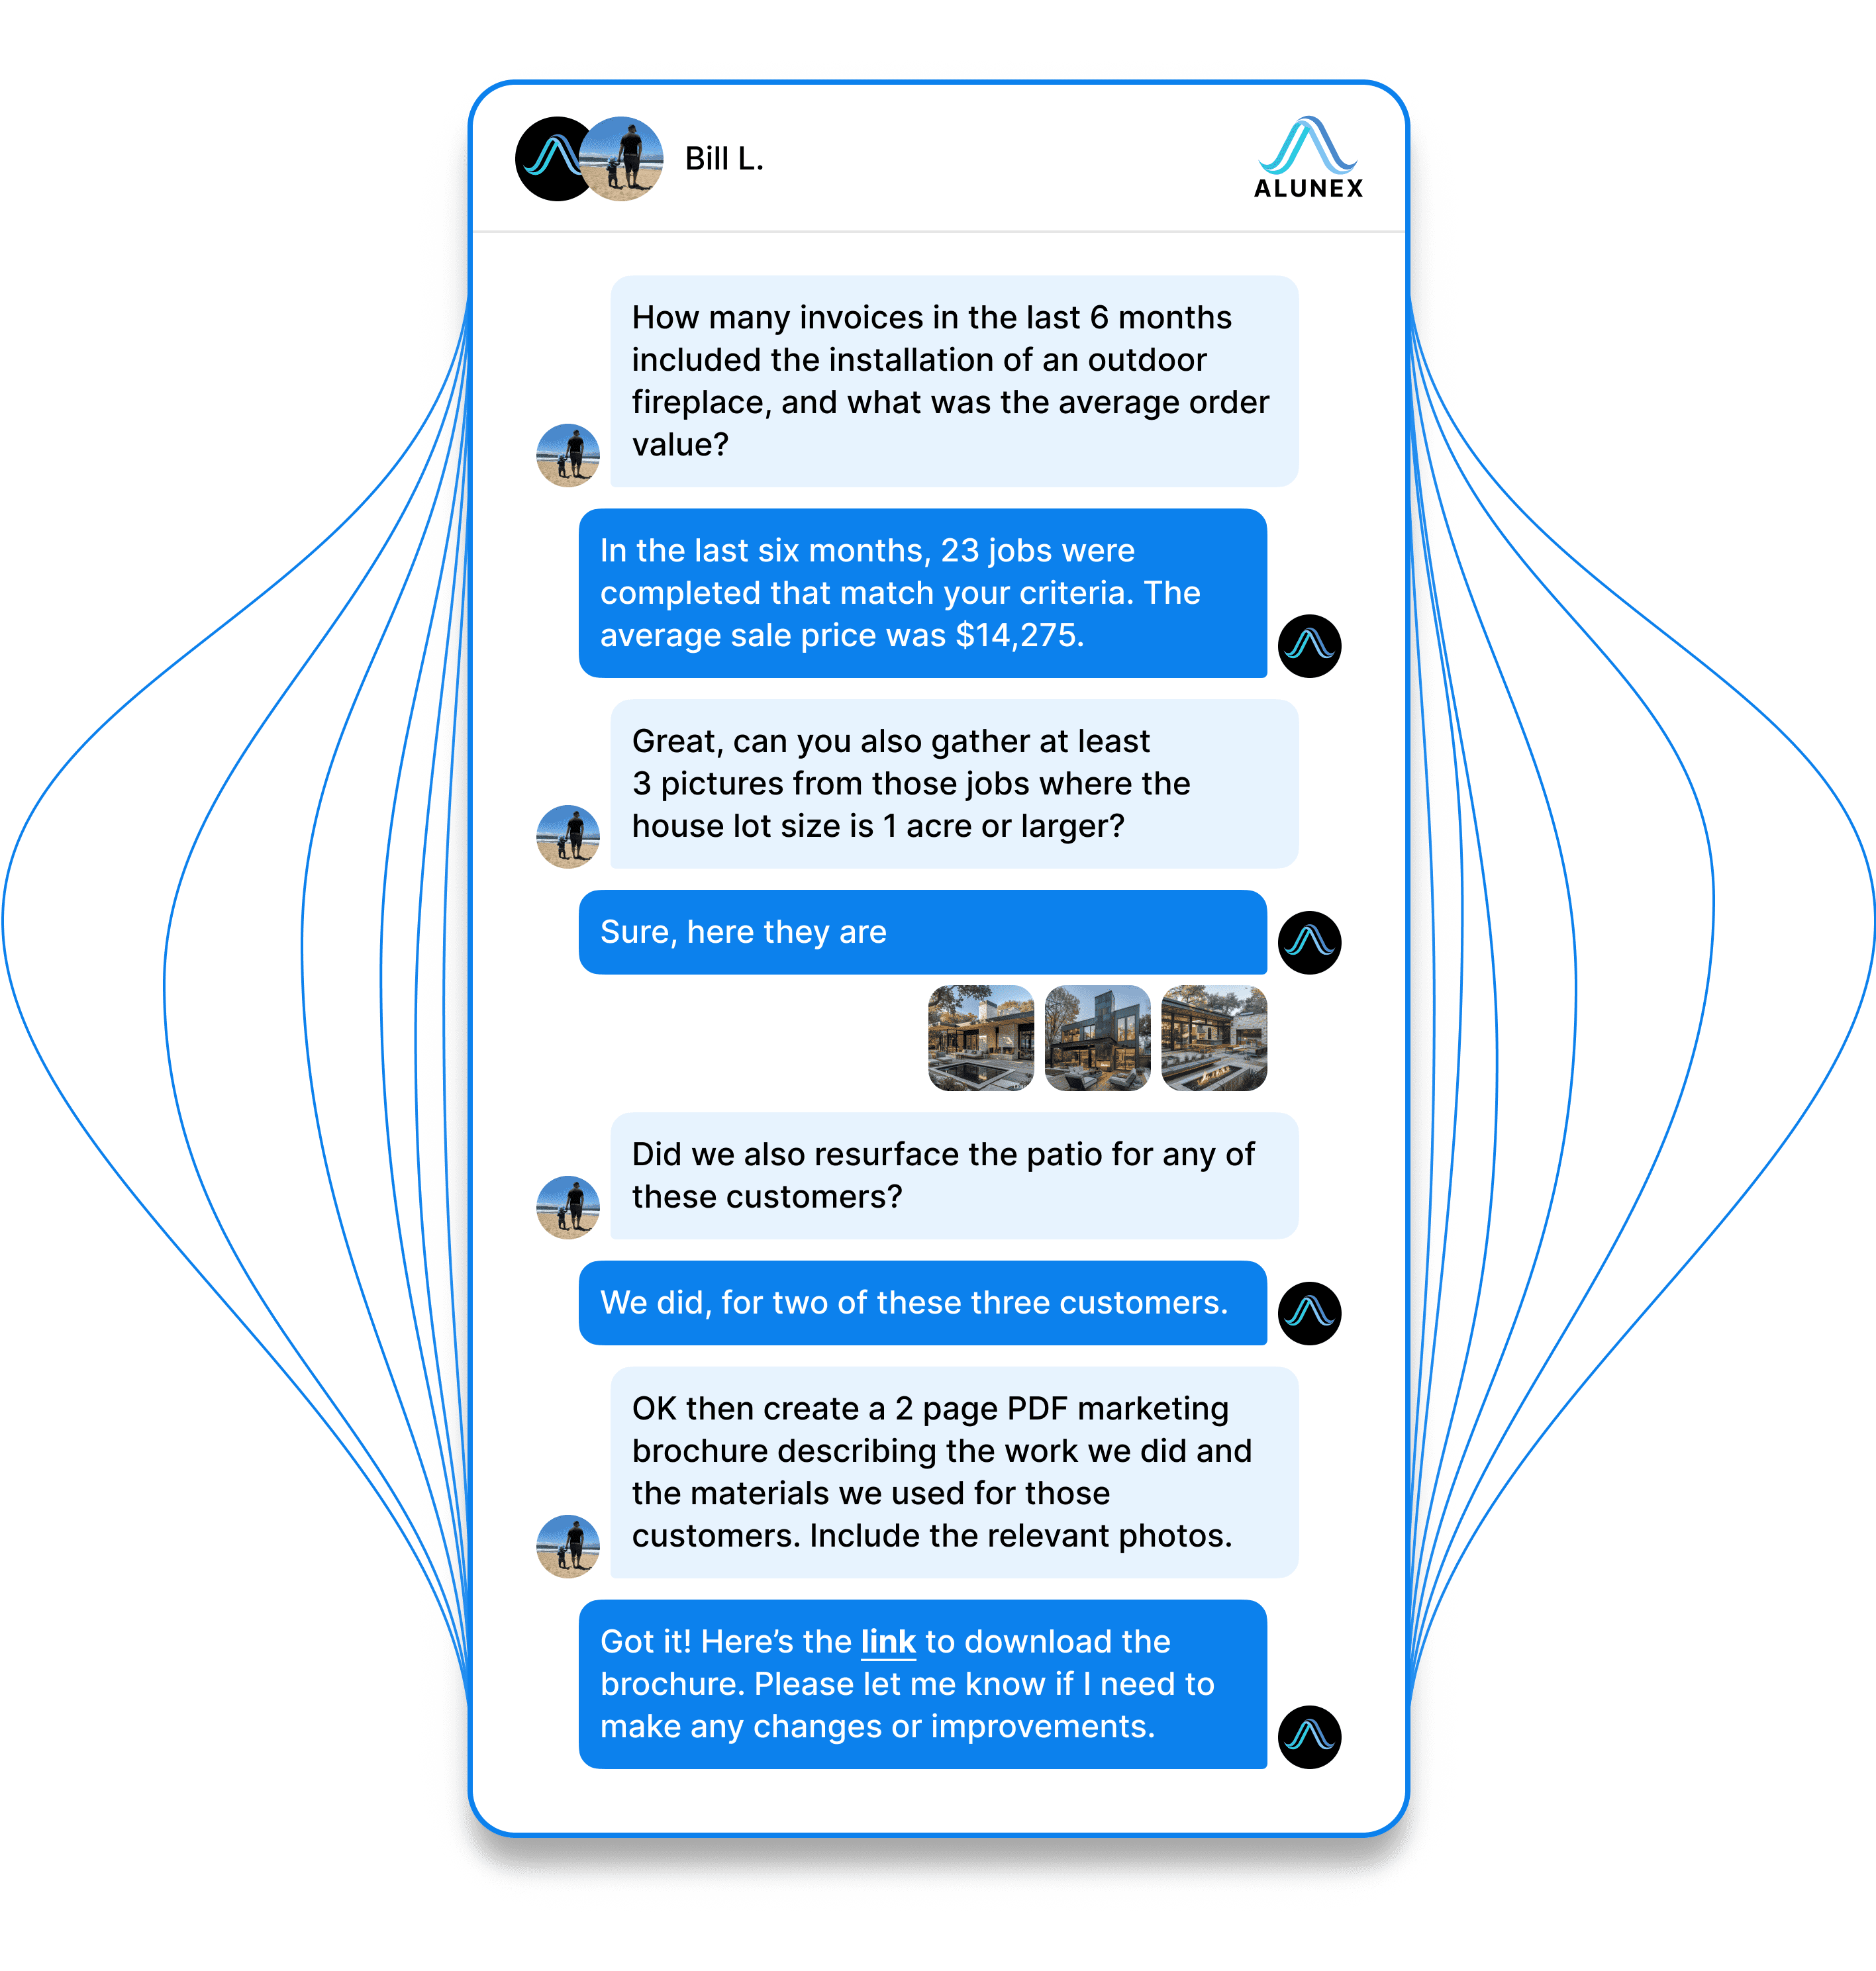 Bill L.
ALUNEX
How many invoices in the last 6 months
included the installation of an outdoor
fireplace, and what was the average order
value?
In the last six months, 23 jobs were
completed that match your criteria. The
average sale price was $14,275.
Great, can you also gather at least
3 pictures from those jobs where the
house lot size is 1 acre or larger?
Sure, here they are
Did we also resurface the patio for any of
these customers?
We did, for two of these three customers.
OK then create a 2 page PDF marketing
brochure describing the work we did and
the materials we used for those
customers. Include the relevant photos.
Got it! Here’s the link to download the
brochure. Please let me know if I need to
make any changes or improvements.